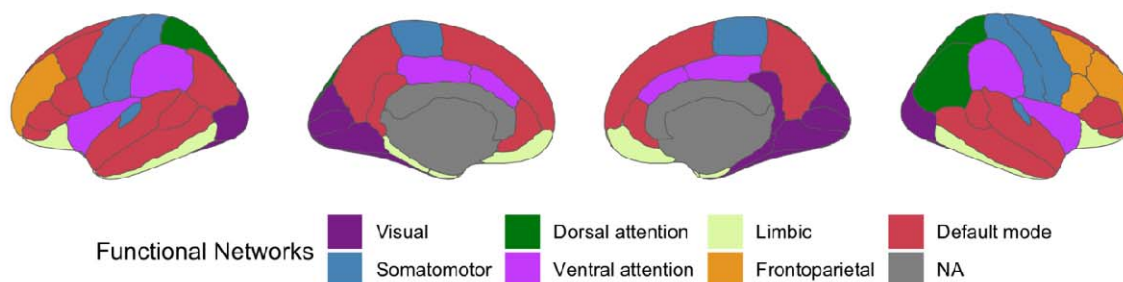 Visual Dorsal attention Limbic Default mode
Functional Networks
Somatomotor Ventral attention Frontoparietal NA